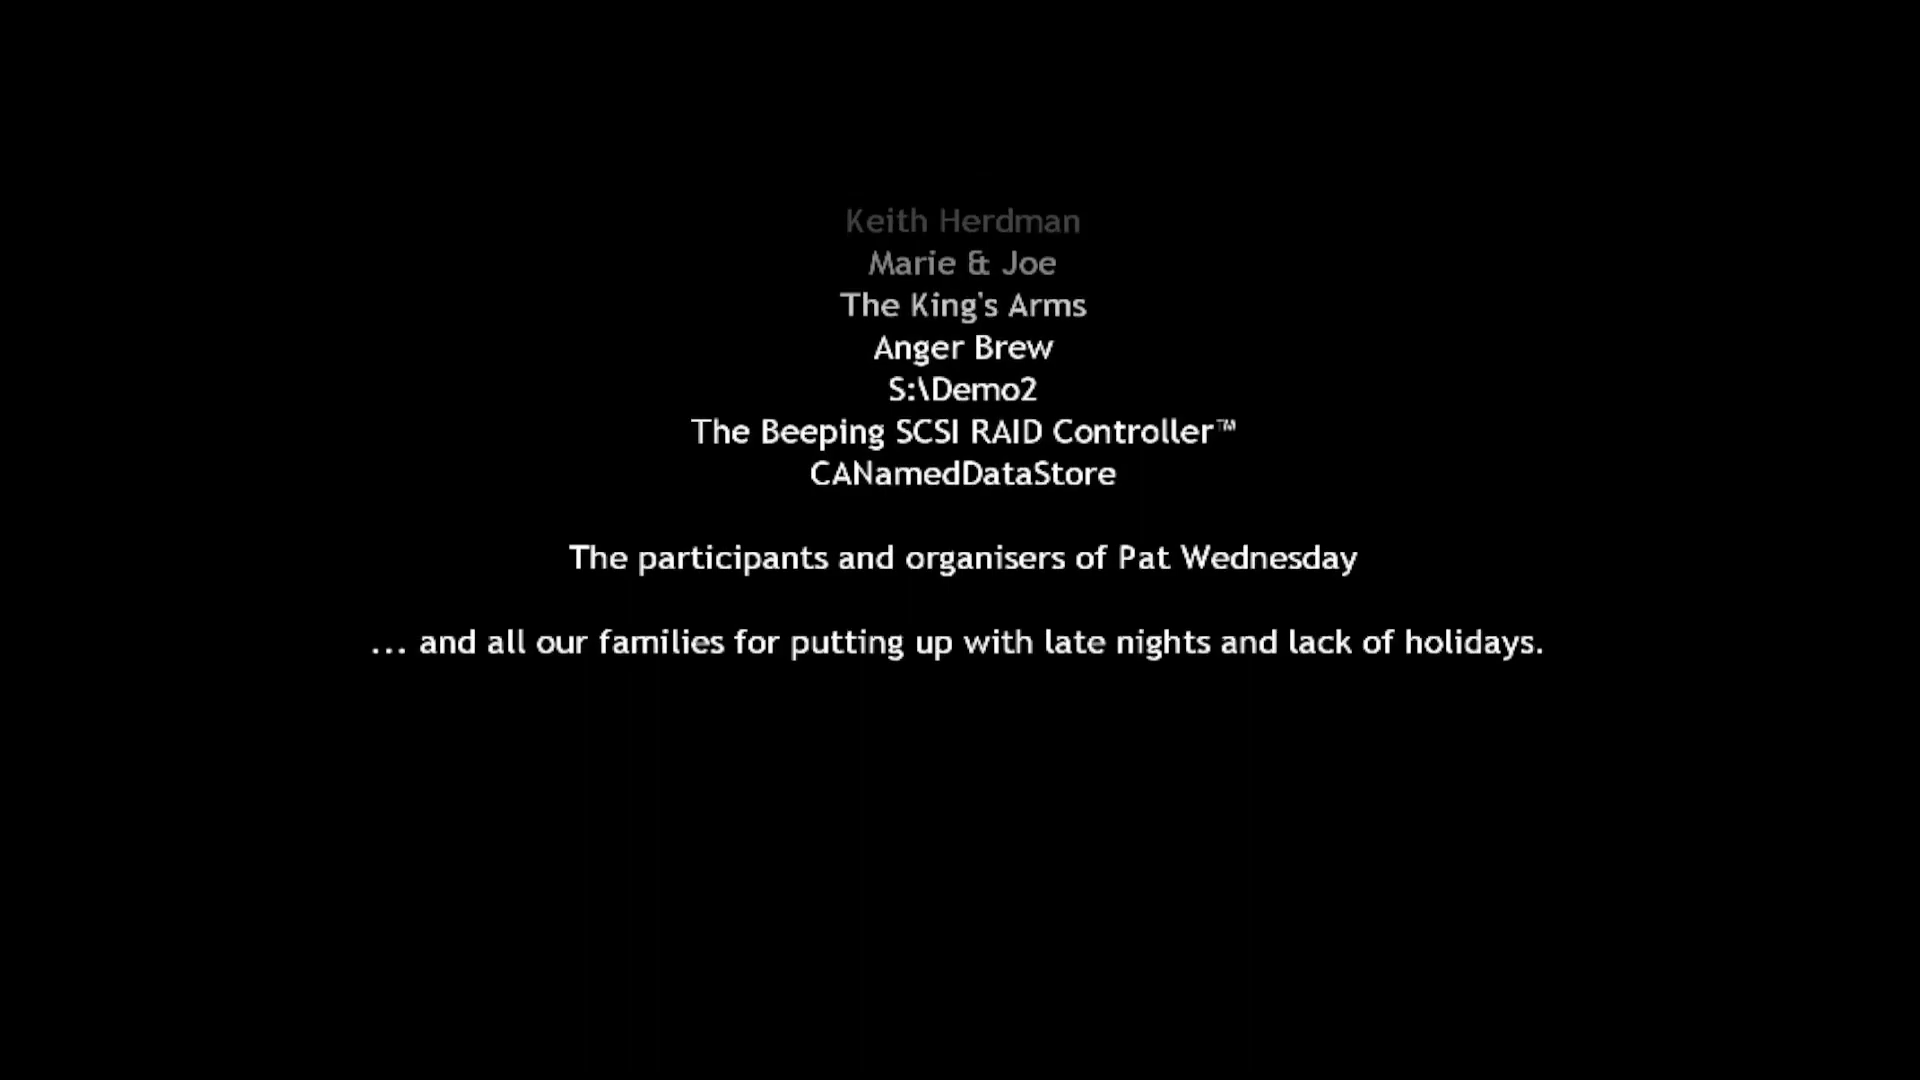 Keith Herdman
Marie & Joe
The King's Arms
Anger Brew
S:\Demo2
The Beeping SCSI RAID Controller™
CANamedDataStore
The participants and organisers of Pat Wednesday
... and all our families for putting up with late nights and lack of holidays.